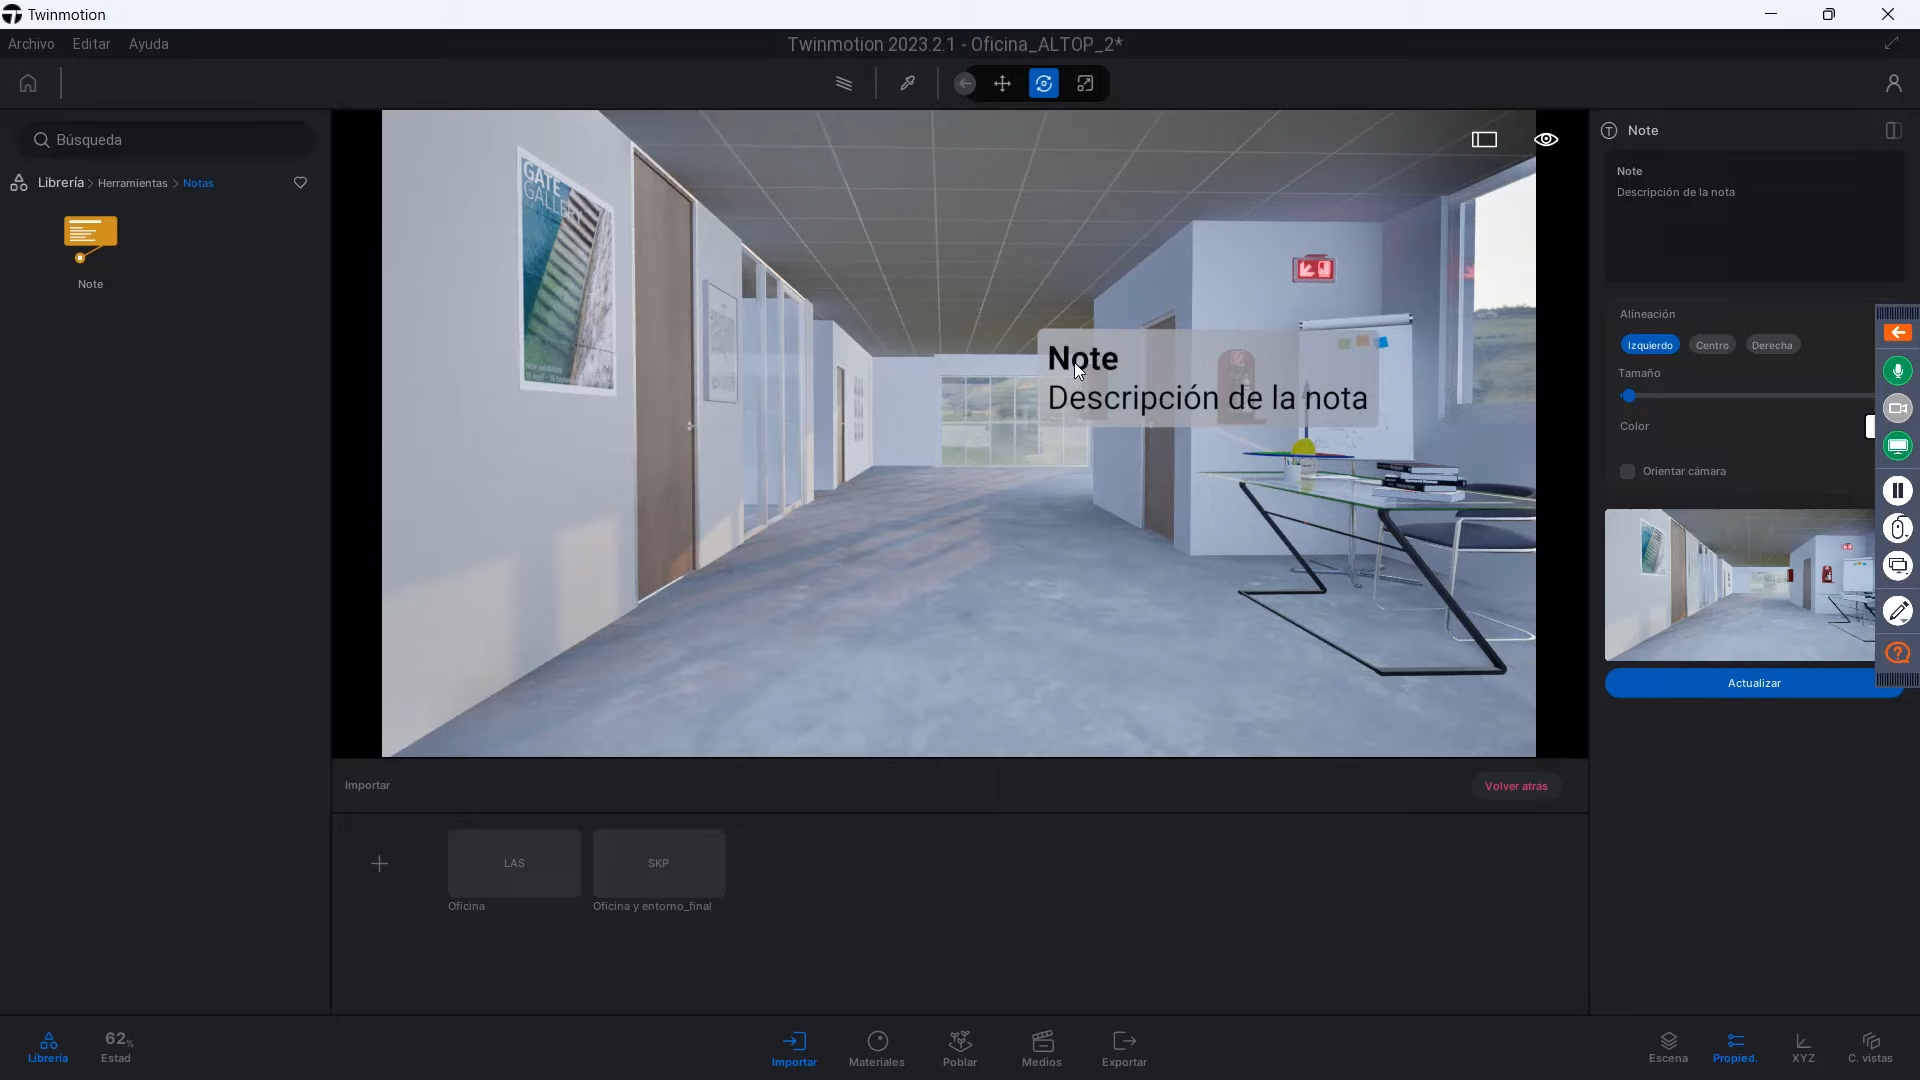 Twinmotion
Archivo Editar Ayuda
Twinmotion 2023.2.1 - Oficina_ALTOP_2*
Búsqueda
Librería > Herramientas > Notas
Note
GATE
GALLERY
Note
Descripción de la nota
Note
Note
Descripción de la nota
Alineación
Izquierdo Centro Derecha
Tamaño
Color
Orientar cámara
Actualizar
Importar
Volver atrás
LAS
SKP
Oficina
Oficina y entorno_final
Librería
62%
Estad
Importar
Materiales
Poblar
Medios
Exportar
Escena
Propied.
XYZ
C. vistas